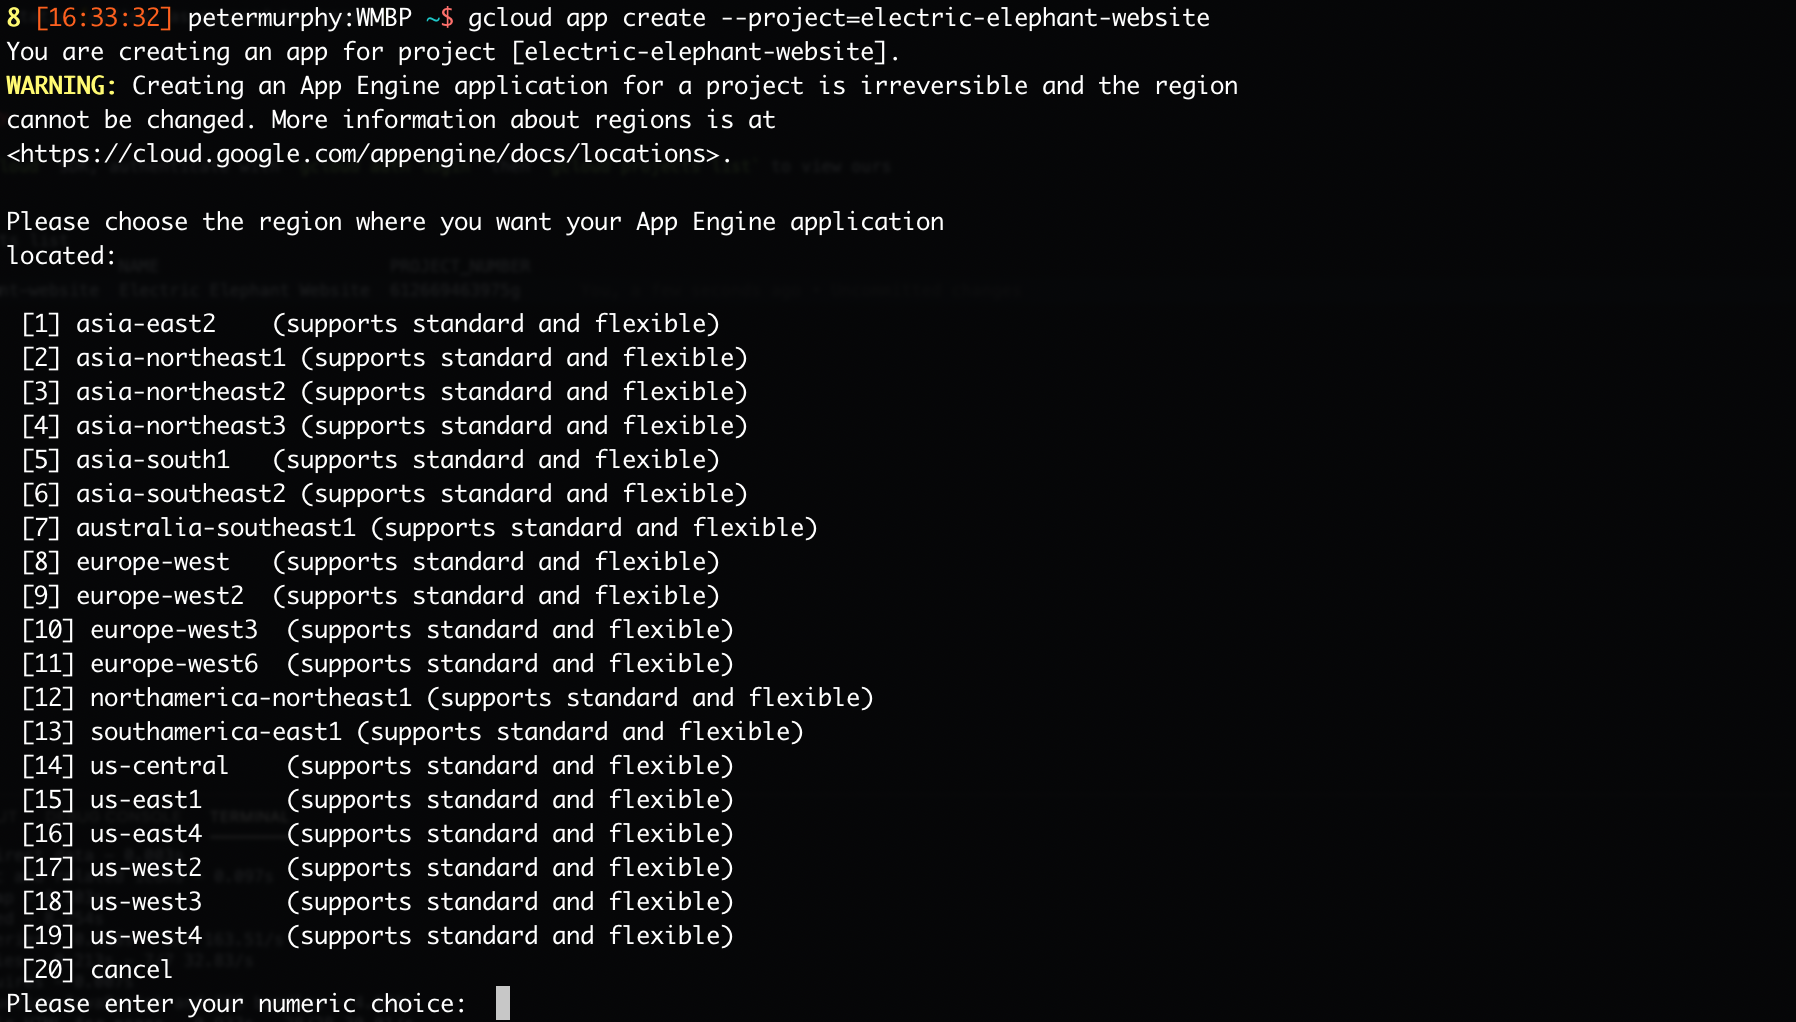 8 [16:33:32] petermurphy:WMBP ~$ gcloud app create --project=electric-elephant-website
You are creating an app for project [electric-elephant-website].
WARNING: Creating an App Engine application for a project is irreversible and the region
cannot be changed. More information about regions is at
<https://cloud.google.com/appengine/docs/locations>.
Please choose the region where you want your App Engine application
located:
[1] asia-east2    (supports standard and flexible)
[2] asia-northeast1 (supports standard and flexible)
[3] asia-northeast2 (supports standard and flexible)
[4] asia-northeast3 (supports standard and flexible)
[5] asia-south1   (supports standard and flexible)
[6] asia-southeast2 (supports standard and flexible)
[7] australia-southeast1 (supports standard and flexible)
[8] europe-west   (supports standard and flexible)
[9] europe-west2  (supports standard and flexible)
[10] europe-west3  (supports standard and flexible)
[11] europe-west6  (supports standard and flexible)
[12] northamerica-northeast1 (supports standard and flexible)
[13] southamerica-east1 (supports standard and flexible)
[14] us-central    (supports standard and flexible)
[15] us-east1      (supports standard and flexible)
[16] us-east4      (supports standard and flexible)
[17] us-west2      (supports standard and flexible)
[18] us-west3      (supports standard and flexible)
[19] us-west4      (supports standard and flexible)
[20] cancel
Please enter your numeric choice: